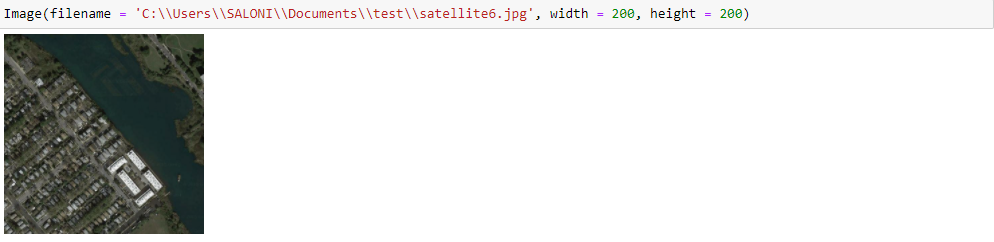 Image(filename = 'C:\\Users\\SALONI\\Documents\\test\\satellite6.jpg', width = 200, height = 200)